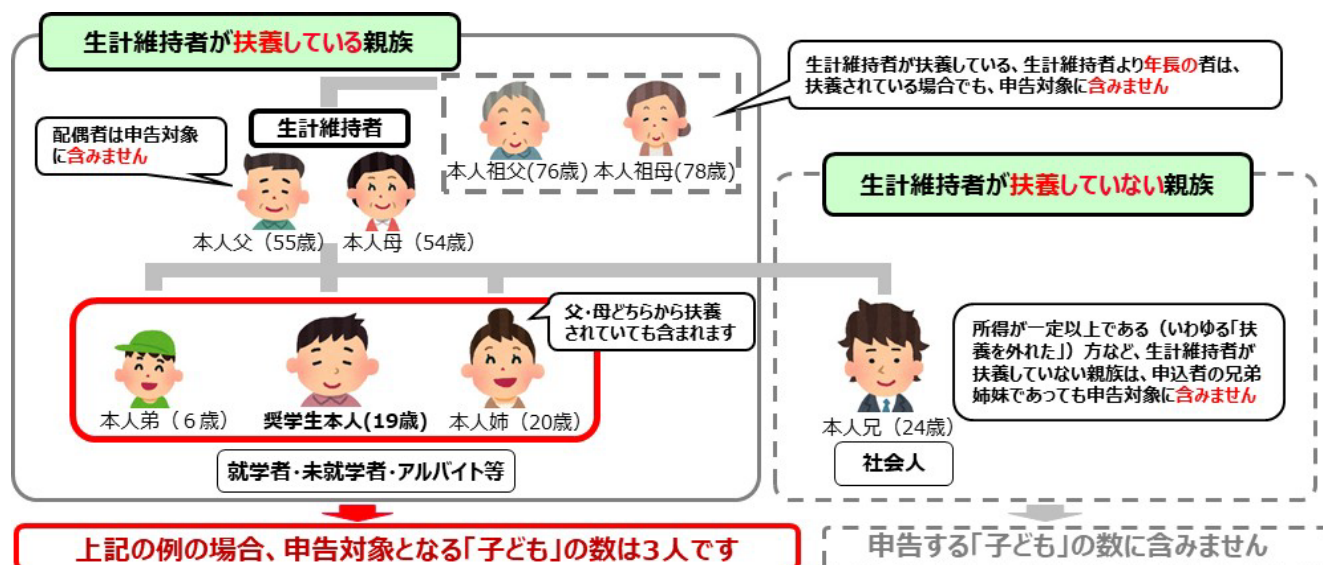 生計維持者が扶養している親族
生計維持者が扶養している、生計維持者より年長の者は、
扶養されている場合でも、申告対象に含みません
配偶者は申告対象
に含みません
生計維持者
本人祖父(76歳)
本人祖母(78歳)
本人父（55歳）
本人母（54歳）
生計維持者が扶養していない親族
父・母どちらから扶養
されていても含まれます
本人弟（６歳）
奨学生本人(19歳)
本人姉（20歳）
就学者・未就学者・アルバイト等
本人兄（24歳）
社会人
所得が一定以上である（いわゆる「扶
養を外れた」）方など、生計維持者が
扶養していない親族は、申込者の兄弟
姉妹であっても申告対象に含みません
上記の例の場合、申告対象となる「子ども」の数は３人です
申告する「子ども」の数に含みません